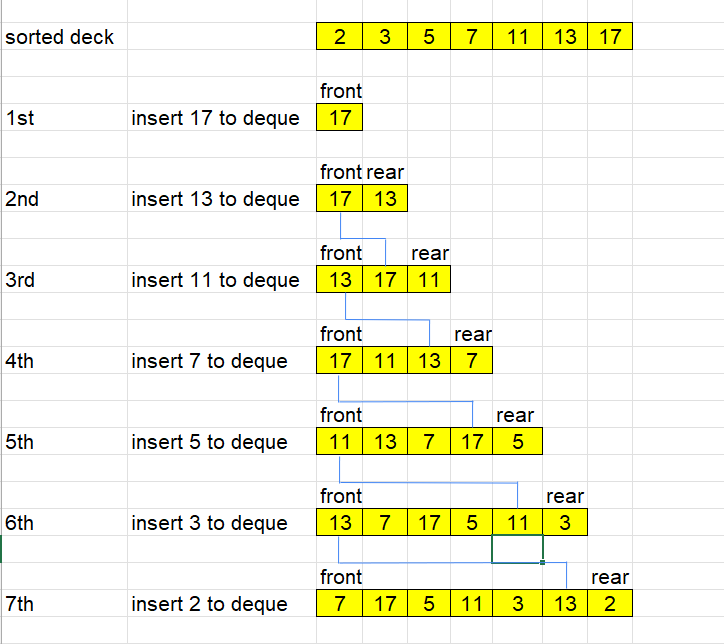 sorted deck 2 3 5 7 11 13 17
front
1st insert 17 to deque 17
front rear
2nd insert 13 to deque 17 13
front rear
3rd insert 11 to deque 13 17 11
front rear
4th insert 7 to deque 17 11 13 7
front rear
5th insert 5 to deque 11 13 7 17 5
front rear
6th insert 3 to deque 13 7 17 5 11 3
front rear
7th insert 2 to deque 7 17 5 11 3 13 2